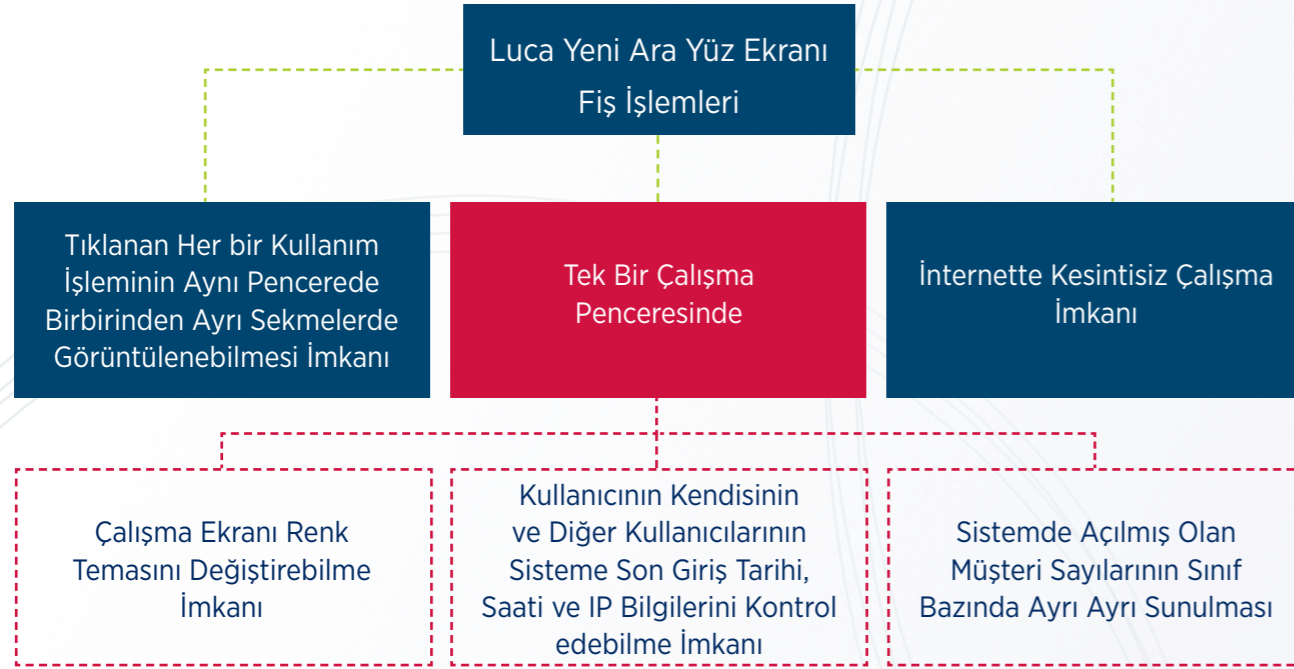 Luca Yeni Ara Yüz Ekranı
Fiş İşlemleri
Tıklanan Her bir Kullanım
İşleminin Aynı Pencerede
Birbirinden Ayrı Sekmelerde
Görüntülenebilmesi İmkanı
Tek Bir Çalışma
Penceresinde
İnternette Kesintisiz Çalışma
İmkanı
Çalışma Ekranı Renk
Temasını Değiştirebilme
İmkanı
Kullanıcının Kendisinin
ve Diğer Kullanıcılarının
Sisteme Son Giriş Tarihi,
Saati ve IP Bilgilerini Kontrol
edebilme İmkanı
Sistemde Açılmış Olan
Müşteri Sayılarının Sınıf
Bazında Ayrı Ayrı Sunulması